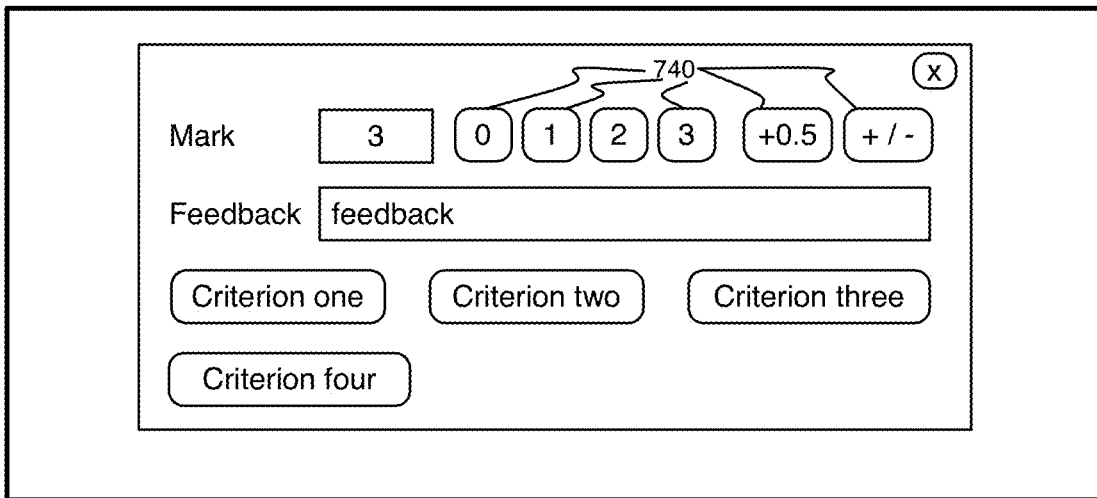 740
x
Mark 3 0 1 2 3 +0.5 + / -
Feedback feedback
Criterion one Criterion two Criterion three
Criterion four